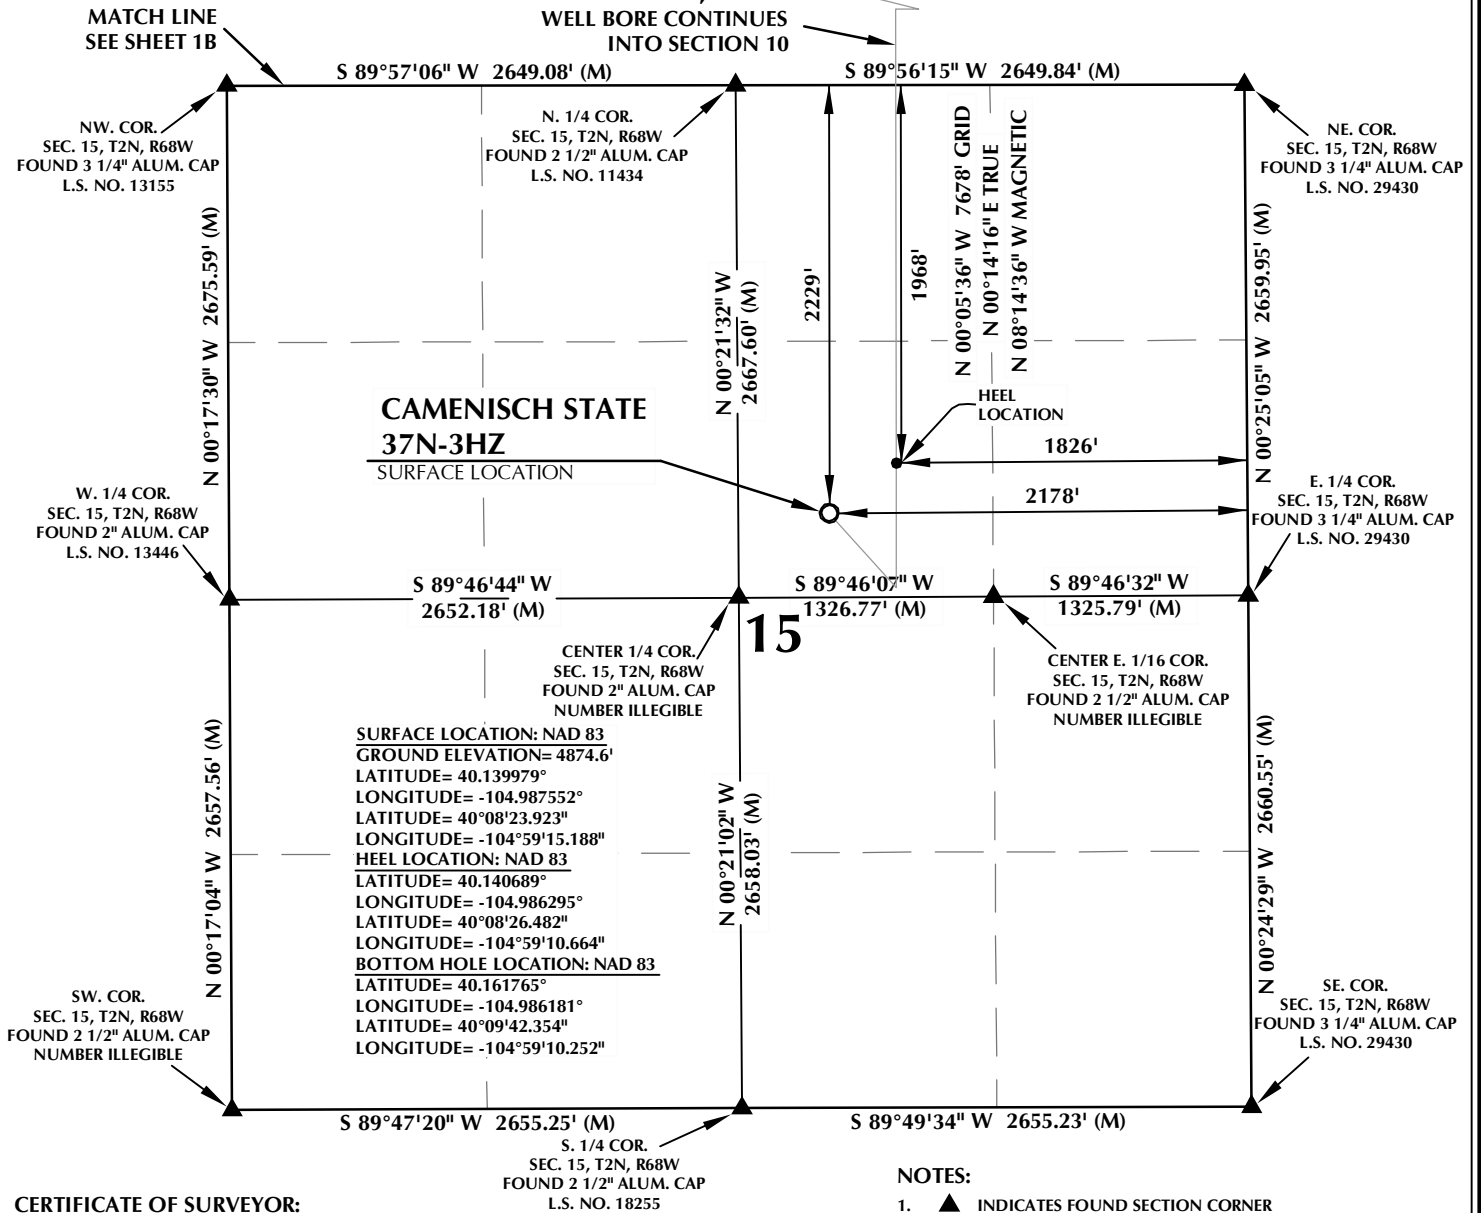 MATCH LINE
SEE SHEET 1B
WELL BORE CONTINUES
INTO SECTION 10
S 89°57'06" W 2649.08' (M)
S 89°56'15" W 2649.84' (M)
NW. COR.
SEC. 15, T2N, R68W
FOUND 3 1/4" ALUM. CAP
L.S. NO. 13155
N. 1/4 COR.
SEC. 15, T2N, R68W
FOUND 2 1/2" ALUM. CAP
L.S. NO. 11434
NE. COR.
SEC. 15, T2N, R68W
FOUND 3 1/4" ALUM. CAP
L.S. NO. 29430
N 00°17'30" W 2675.59' (M)
N 00°21'32" W
2667.60' (M)
2229'
1968'
N 00°05'36" W 7678' GRID
N 00°14'16" E TRUE
N 08°14'36" W MAGNETIC
N 00°25'05" W 2659.95' (M)
CAMENISCH STATE
37N-3HZ
SURFACE LOCATION
HEEL
LOCATION
1826'
2178'
W. 1/4 COR.
SEC. 15, T2N, R68W
FOUND 2" ALUM. CAP
L.S. NO. 13446
E. 1/4 COR.
SEC. 15, T2N, R68W
FOUND 3 1/4" ALUM. CAP
L.S. NO. 29430
S 89°46'44" W
2652.18' (M)
S 89°46'07" W
1326.77' (M)
S 89°46'32" W
1325.79' (M)
15
CENTER 1/4 COR.
SEC. 15, T2N, R68W
FOUND 2" ALUM. CAP
NUMBER ILLEGIBLE
CENTER E. 1/16 COR.
SEC. 15, T2N, R68W
FOUND 2 1/2" ALUM. CAP
NUMBER ILLEGIBLE
N 00°17'04" W 2657.56' (M)
SURFACE LOCATION: NAD 83
GROUND ELEVATION= 4874.6'
LATITUDE= 40.139979°
LONGITUDE= -104.987552°
LATITUDE= 40°08'23.923"
LONGITUDE= -104°59'15.188"
HEEL LOCATION: NAD 83
LATITUDE= 40.140689°
LONGITUDE= -104.986295°
LATITUDE= 40°08'26.482"
LONGITUDE= -104°59'10.664"
BOTTOM HOLE LOCATION: NAD 83
LATITUDE= 40.161765°
LONGITUDE= -104.986181°
LATITUDE= 40°09'42.354"
LONGITUDE= -104°59'10.252"
N 00°21'02" W
2658.03' (M)
N 00°24'29" W 2660.55' (M)
SW. COR.
SEC. 15, T2N, R68W
FOUND 2 1/2" ALUM. CAP
NUMBER ILLEGIBLE
SE. COR.
SEC. 15, T2N, R68W
FOUND 3 1/4" ALUM. CAP
L.S. NO. 29430
S 89°47'20" W 2655.25' (M)
S 89°49'34" W 2655.23' (M)
S. 1/4 COR.
SEC. 15, T2N, R68W
FOUND 2 1/2" ALUM. CAP
L.S. NO. 18255
CERTIFICATE OF SURVEYOR:
NOTES:
1. ▲ INDICATES FOUND SECTION CORNER